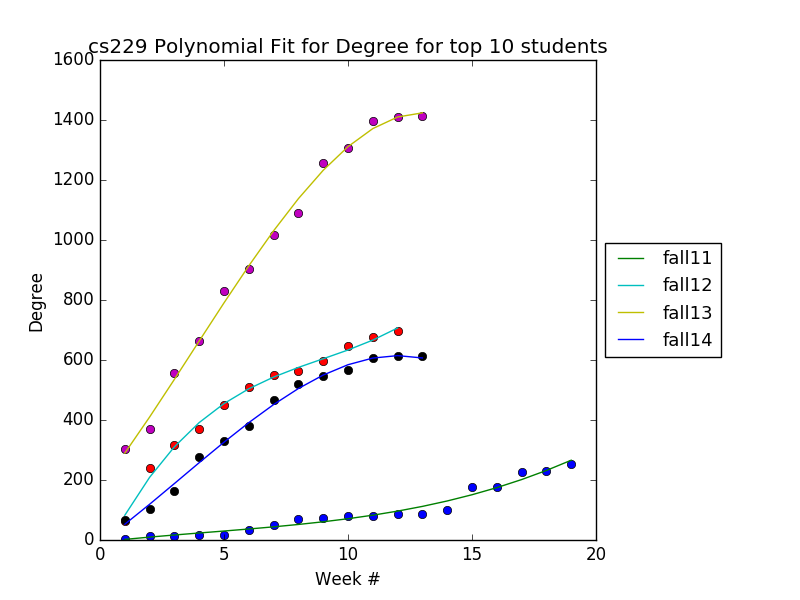 cs229 Polynomial Fit for Degree for top 10 students
1600
1400
1200
1000
800
600
400
200
0
0 5 10 15 20
Degree
Week #
fall11
fall12
fall13
fall14